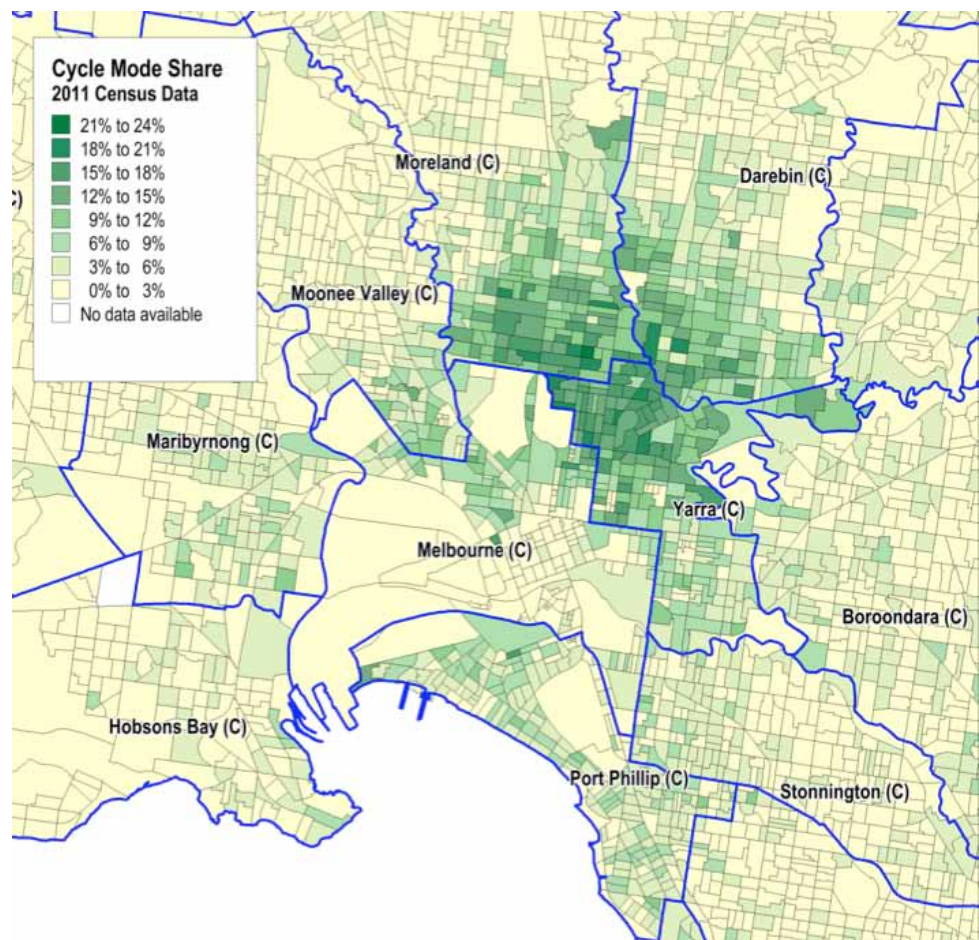 Cycle Mode Share
2011 Census Data
21% to 24%
18% to 21%
15% to 18%
12% to 15%
9% to 12%
6% to 9%
3% to 6%
0% to 3%
No data available
C)
Moreland (C)
Darebin (C)
Moonee Valley (C)
Maribyrnong (C)
Yarra (C)
Melbourne (C)
Boroondara (C)
Hobsons Bay (C)
Port Phillip (C)
Stonnington (C)